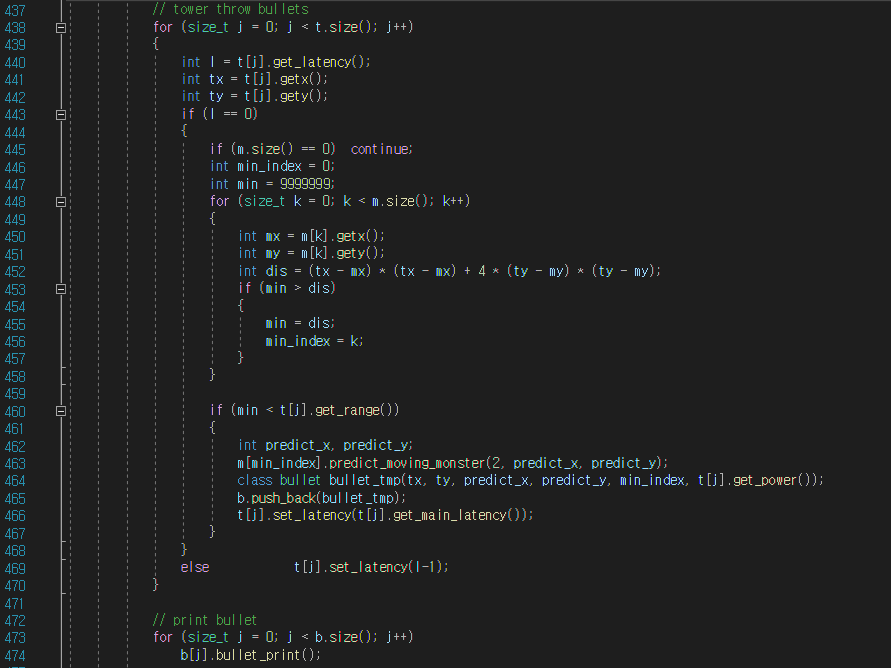 437 // tower throw bullets
438 for (size_t j = 0; j < t.size(); j++)
439 {
440 int l = t[j].get_latency();
441 int tx = t[j].getx();
442 int ty = t[j].gety();
443 if (l == 0)
444 {
445 if (m.size() == 0) continue;
446 int min_index = 0;
447 int min = 9999999;
448 for (size_t k = 0; k < m.size(); k++)
449 {
450 int mx = m[k].getx();
451 int my = m[k].gety();
452 int dis = (tx - mx) * (tx - mx) + 4 * (ty - my) * (ty - my);
453 if (min > dis)
454 {
455 min = dis;
456 min_index = k;
457 }
458 }
459
460 if (min < t[j].get_range())
461 {
462 int predict_x, predict_y;
463 m[min_index].predict_moving_monster(2, predict_x, predict_y);
464 class bullet bullet_tmp(tx, ty, predict_x, predict_y, min_index, t[j].get_power());
465 b.push_back(bullet_tmp);
466 t[j].set_latency(t[j].get_main_latency());
467 }
468 }
469 else t[j].set_latency(l-1);
470 }
471
472 // print bullet
473 for (size_t j = 0; j < b.size(); j++)
474 b[j].bullet_print();